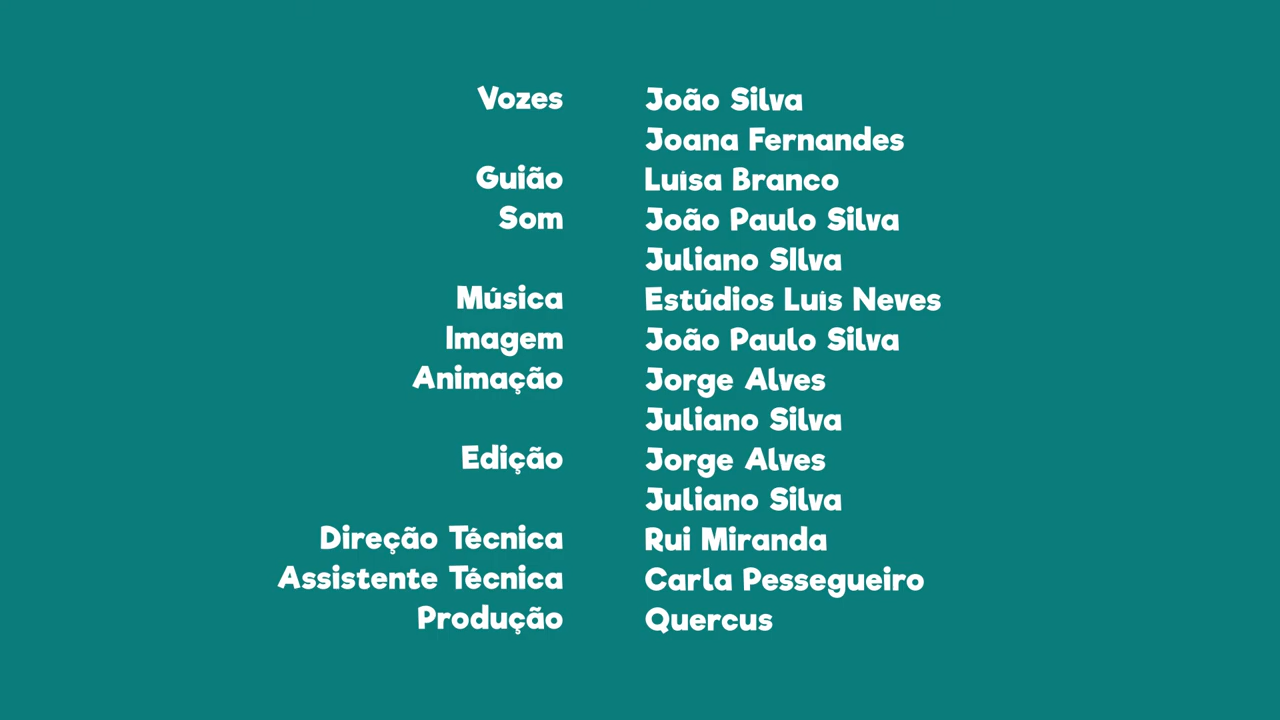 Vozes João Silva
Joana Fernandes
Guião Luísa Branco
Som João Paulo Silva
Juliano SIlva
Música Estúdios Luís Neves
Imagem João Paulo Silva
Animação Jorge Alves
Juliano Silva
Edição Jorge Alves
Juliano Silva
Direção Técnica Rui Miranda
Assistente Técnica Carla Pessegueiro
Produção Quercus